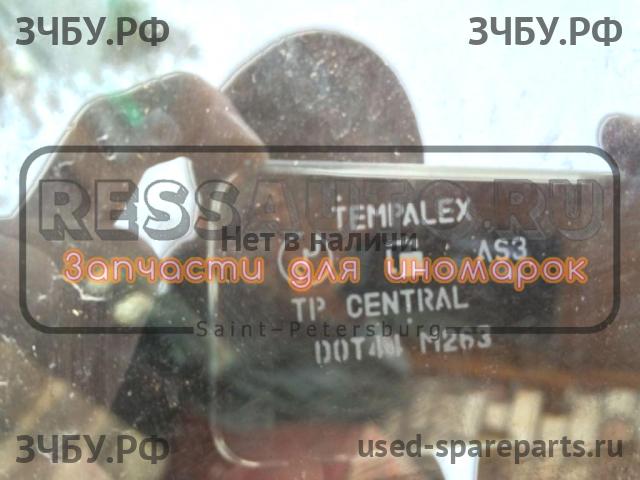 ЗЧБУ.РФ ЗЧБУ.РФ
RESSAUTO.RU
TEMPALEX
Нет в наличии
AS3
Запчасти для иномарок
TP CENTRAL
Saint-Petersburg
M263
ЗЧБУ.РФ used-spareparts.ru